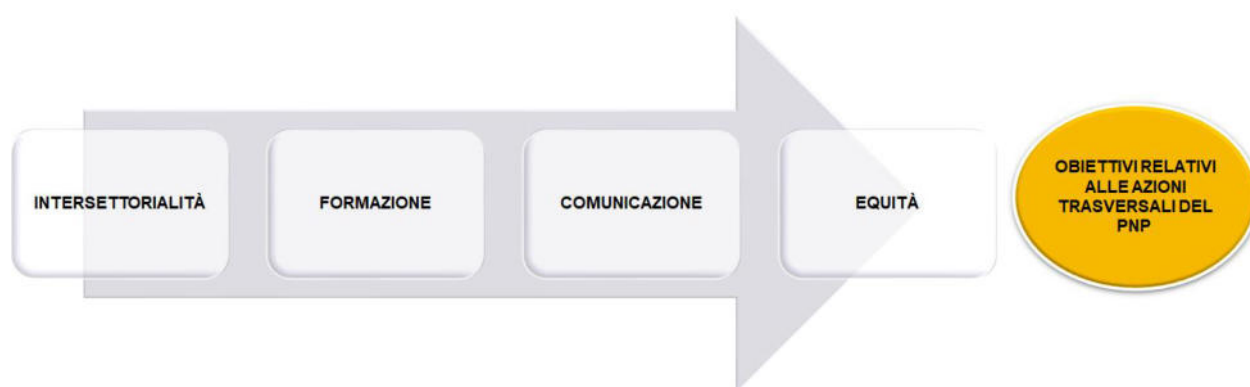 INTERSETTORIALITÀ
FORMAZIONE
COMUNICAZIONE
EQUITÀ
OBIETTIVI RELATIVI
ALLE AZIONI
TRASVERSALI DEL
PNP